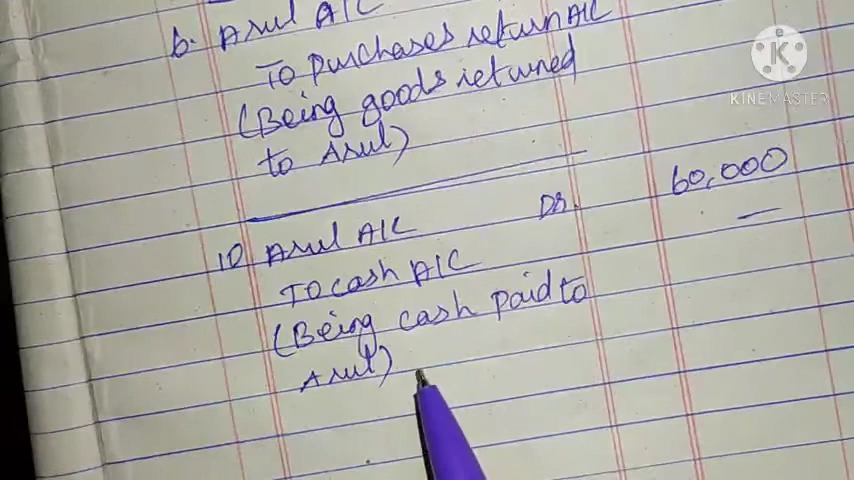 6. Arul A/C
To Purchases return A/C
(Being goods returned
to Arul)
10 Arul A/C Dr. 60,000
To cash A/C
(Being cash paid to
Arul)
KINEMASTER